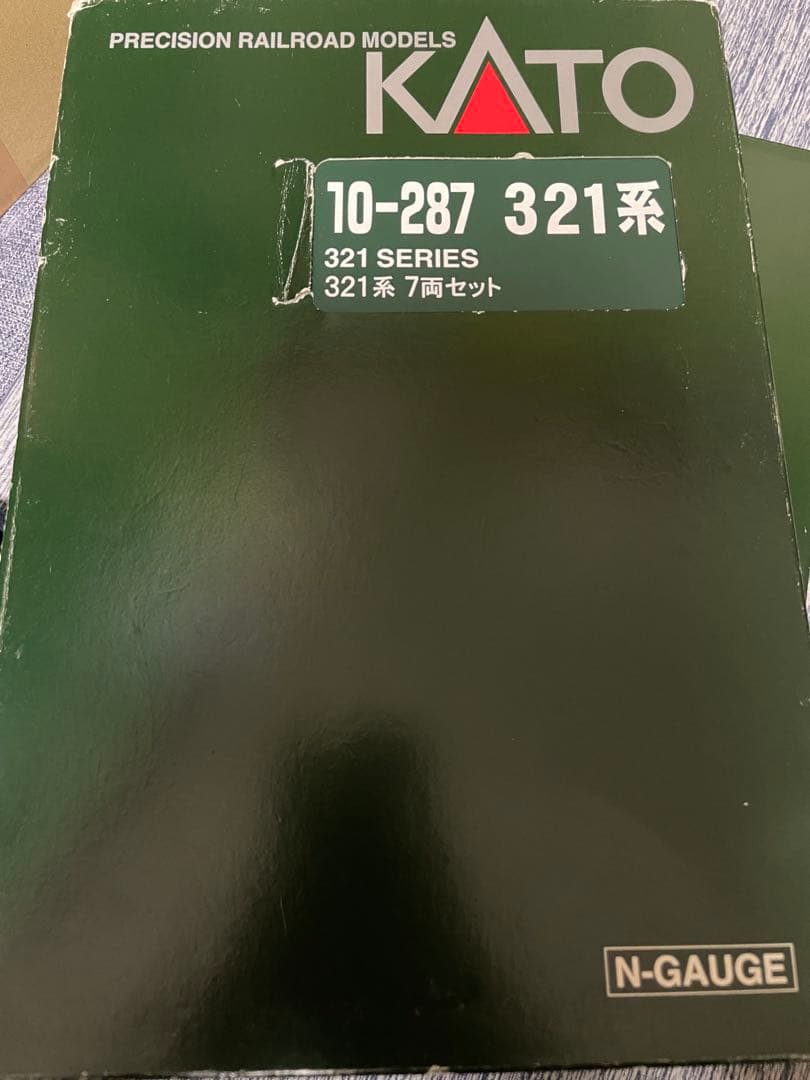 PRECISION RAILROAD MODELS
KATO
10-287 321系
321 SERIES
321系 7両セット
N-GAUGE